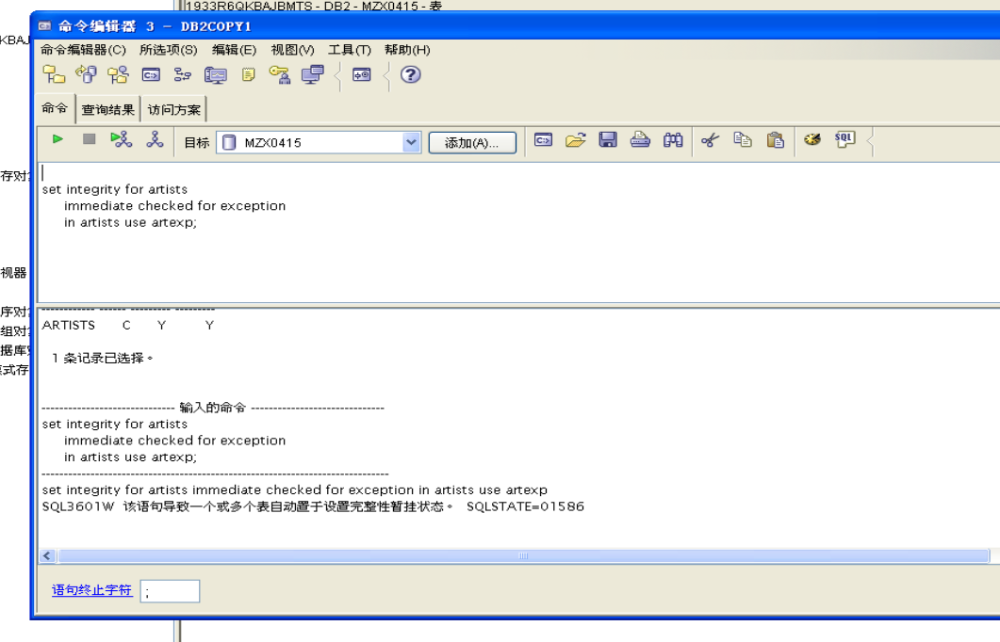 1933R6QKBAJBMTS - DB2 - MZX0415 - 表
命令编辑器 3 - DB2COPY1
KBAJ
命令编辑器(C) 所选项(S) 编辑(E) 视图(V) 工具(T) 帮助(H)
命令 查询结果 访问方案
目标 MZX0415 添加(A)... SQL
存对
set integrity for artists
immediate checked for exception
in artists use artexp;
视器
序对
组对
据库
式存
------------ ------ --------- ---------
ARTISTS C Y Y
1 条记录已选择。
------------------------------ 输入的命令 ------------------------------
set integrity for artists
immediate checked for exception
in artists use artexp;
------------------------------------------------------------------------------
set integrity for artists immediate checked for exception in artists use artexp
SQL3601W 该语句导致一个或多个表自动置于设置完整性暂挂状态。 SQLSTATE=01586
语句终止字符 ;